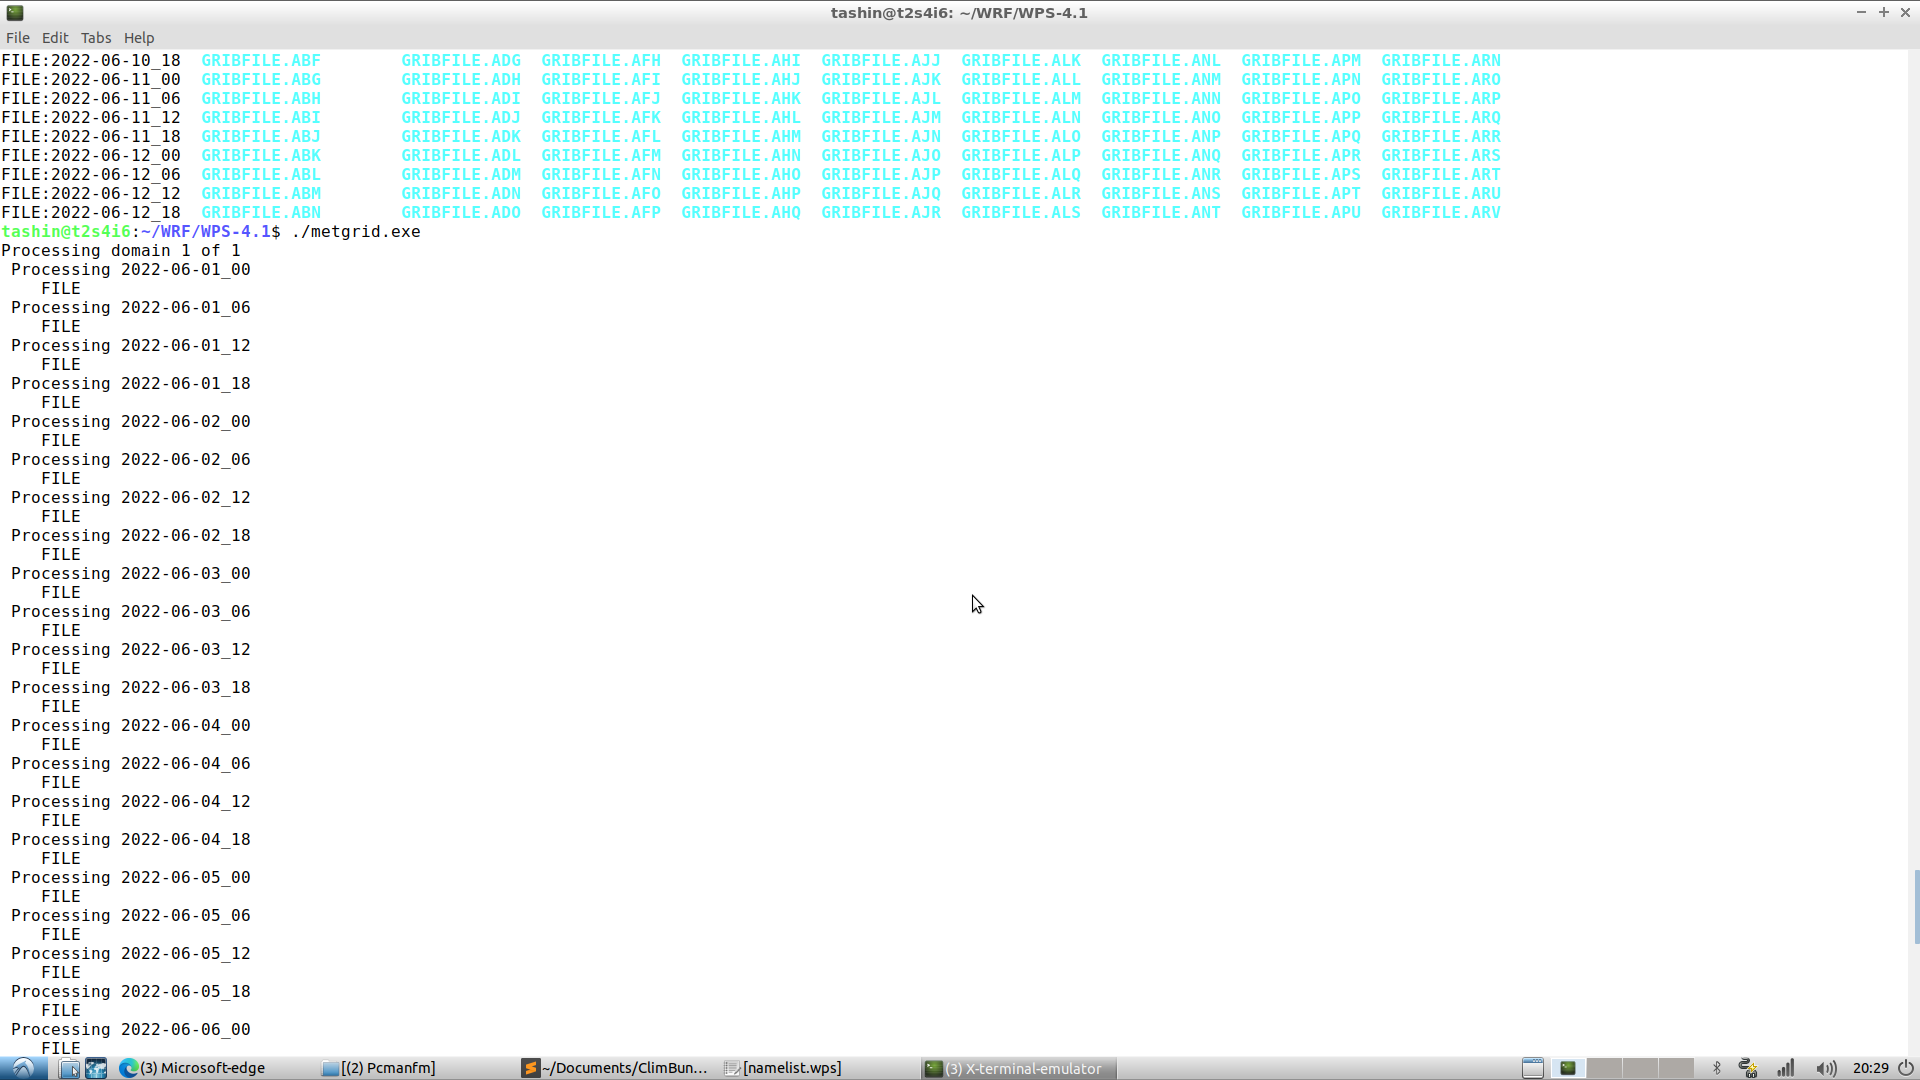 tashin@t2s4i6: ~/WRF/WPS-4.1
File Edit Tabs Help
FILE:2022-06-10_18 GRIBFILE.ABF GRIBFILE.ADG GRIBFILE.AFH GRIBFILE.AHI GRIBFILE.AJJ GRIBFILE.ALK GRIBFILE.ANL GRIBFILE.APM GRIBFILE.ARN
FILE:2022-06-11_00 GRIBFILE.ABG GRIBFILE.ADH GRIBFILE.AFI GRIBFILE.AHJ GRIBFILE.AJK GRIBFILE.ALL GRIBFILE.ANM GRIBFILE.APN GRIBFILE.ARO
FILE:2022-06-11_06 GRIBFILE.ABH GRIBFILE.ADI GRIBFILE.AFJ GRIBFILE.AHK GRIBFILE.AJL GRIBFILE.ALM GRIBFILE.ANN GRIBFILE.APO GRIBFILE.ARP
FILE:2022-06-11_12 GRIBFILE.ABI GRIBFILE.ADJ GRIBFILE.AFK GRIBFILE.AHL GRIBFILE.AJM GRIBFILE.ALN GRIBFILE.ANO GRIBFILE.APP GRIBFILE.ARQ
FILE:2022-06-11_18 GRIBFILE.ABJ GRIBFILE.ADK GRIBFILE.AFL GRIBFILE.AHM GRIBFILE.AJN GRIBFILE.ALO GRIBFILE.ANP GRIBFILE.APQ GRIBFILE.ARR
FILE:2022-06-12_00 GRIBFILE.ABK GRIBFILE.ADL GRIBFILE.AFM GRIBFILE.AHN GRIBFILE.AJO GRIBFILE.ALP GRIBFILE.ANQ GRIBFILE.APR GRIBFILE.ARS
FILE:2022-06-12_06 GRIBFILE.ABL GRIBFILE.ADM GRIBFILE.AFN GRIBFILE.AHO GRIBFILE.AJP GRIBFILE.ALQ GRIBFILE.ANR GRIBFILE.APS GRIBFILE.ART
FILE:2022-06-12_12 GRIBFILE.ABM GRIBFILE.ADN GRIBFILE.AFO GRIBFILE.AHP GRIBFILE.AJQ GRIBFILE.ALR GRIBFILE.ANS GRIBFILE.APT GRIBFILE.ARU
FILE:2022-06-12_18 GRIBFILE.ABN GRIBFILE.ADO GRIBFILE.AFP GRIBFILE.AHQ GRIBFILE.AJR GRIBFILE.ALS GRIBFILE.ANT GRIBFILE.APU GRIBFILE.ARV
tashin@t2s4i6:~/WRF/WPS-4.1$ ./metgrid.exe
Processing domain 1 of 1
Processing 2022-06-01_00
FILE
Processing 2022-06-01_06
FILE
Processing 2022-06-01_12
FILE
Processing 2022-06-01_18
FILE
Processing 2022-06-02_00
FILE
Processing 2022-06-02_06
FILE
Processing 2022-06-02_12
FILE
Processing 2022-06-02_18
FILE
Processing 2022-06-03_00
FILE
Processing 2022-06-03_06
FILE
Processing 2022-06-03_12
FILE
Processing 2022-06-03_18
FILE
Processing 2022-06-04_00
FILE
Processing 2022-06-04_06
FILE
Processing 2022-06-04_12
FILE
Processing 2022-06-04_18
FILE
Processing 2022-06-05_00
FILE
Processing 2022-06-05_06
FILE
Processing 2022-06-05_12
FILE
Processing 2022-06-05_18
FILE
Processing 2022-06-06_00
FILE
(3) Microsoft-edge [(2) Pcmanfm] ~/Documents/ClimBun... [namelist.wps] (3) X-terminal-emulator 20:29